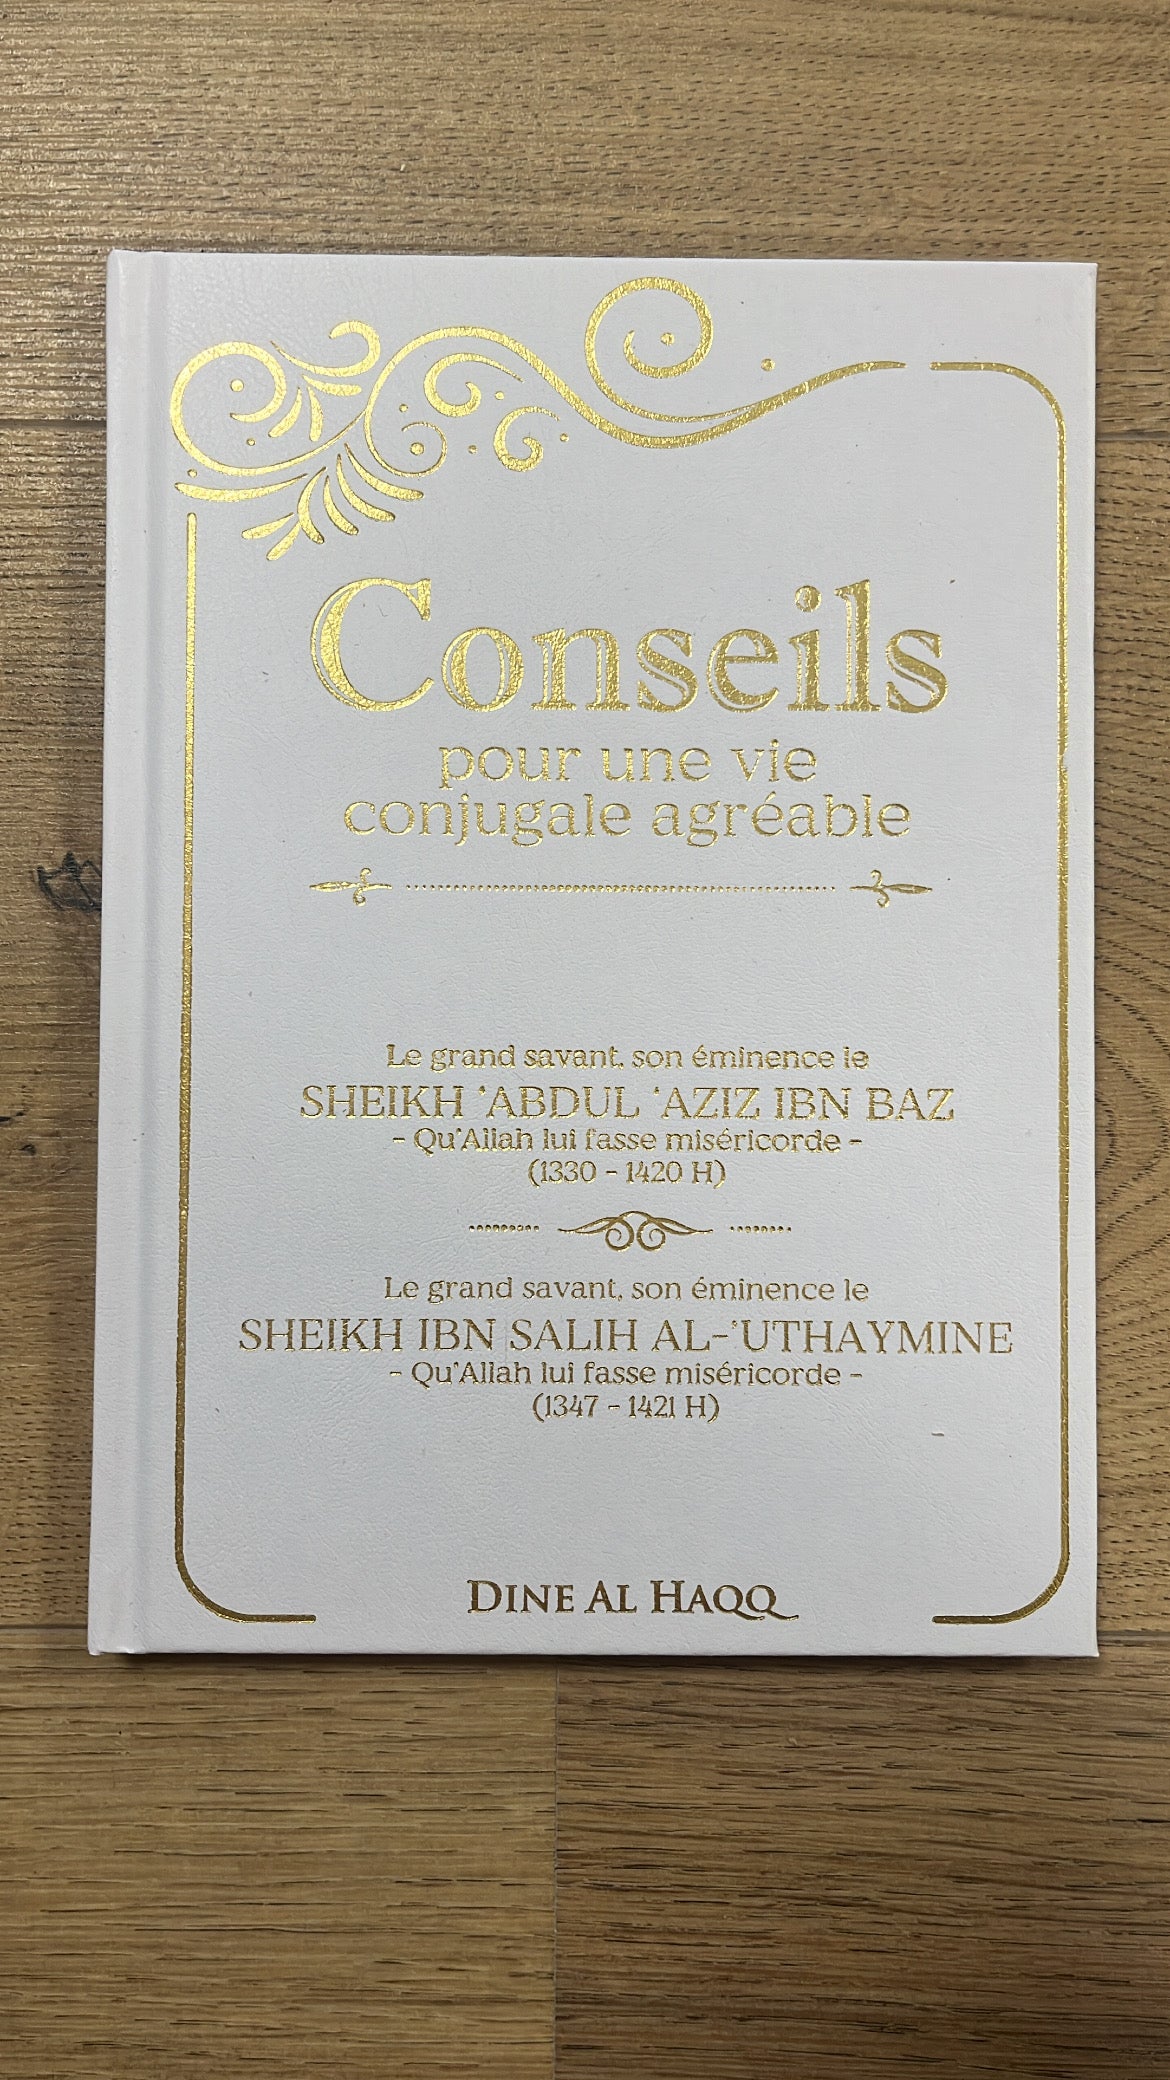 Conseils
pour une vie
conjugale agréable
Le grand savant, son éminence le
SHEIKH 'ABDUL 'AZIZ IBN BAZ
- Qu'Allah lui fasse miséricorde -
(1330 - 1420 H)
Le grand savant, son éminence le
SHEIKH IBN SALIH AL-'UTHAYMINE
- Qu'Allah lui fasse miséricorde -
(1347 - 1421 H)
DINE AL HAQQ